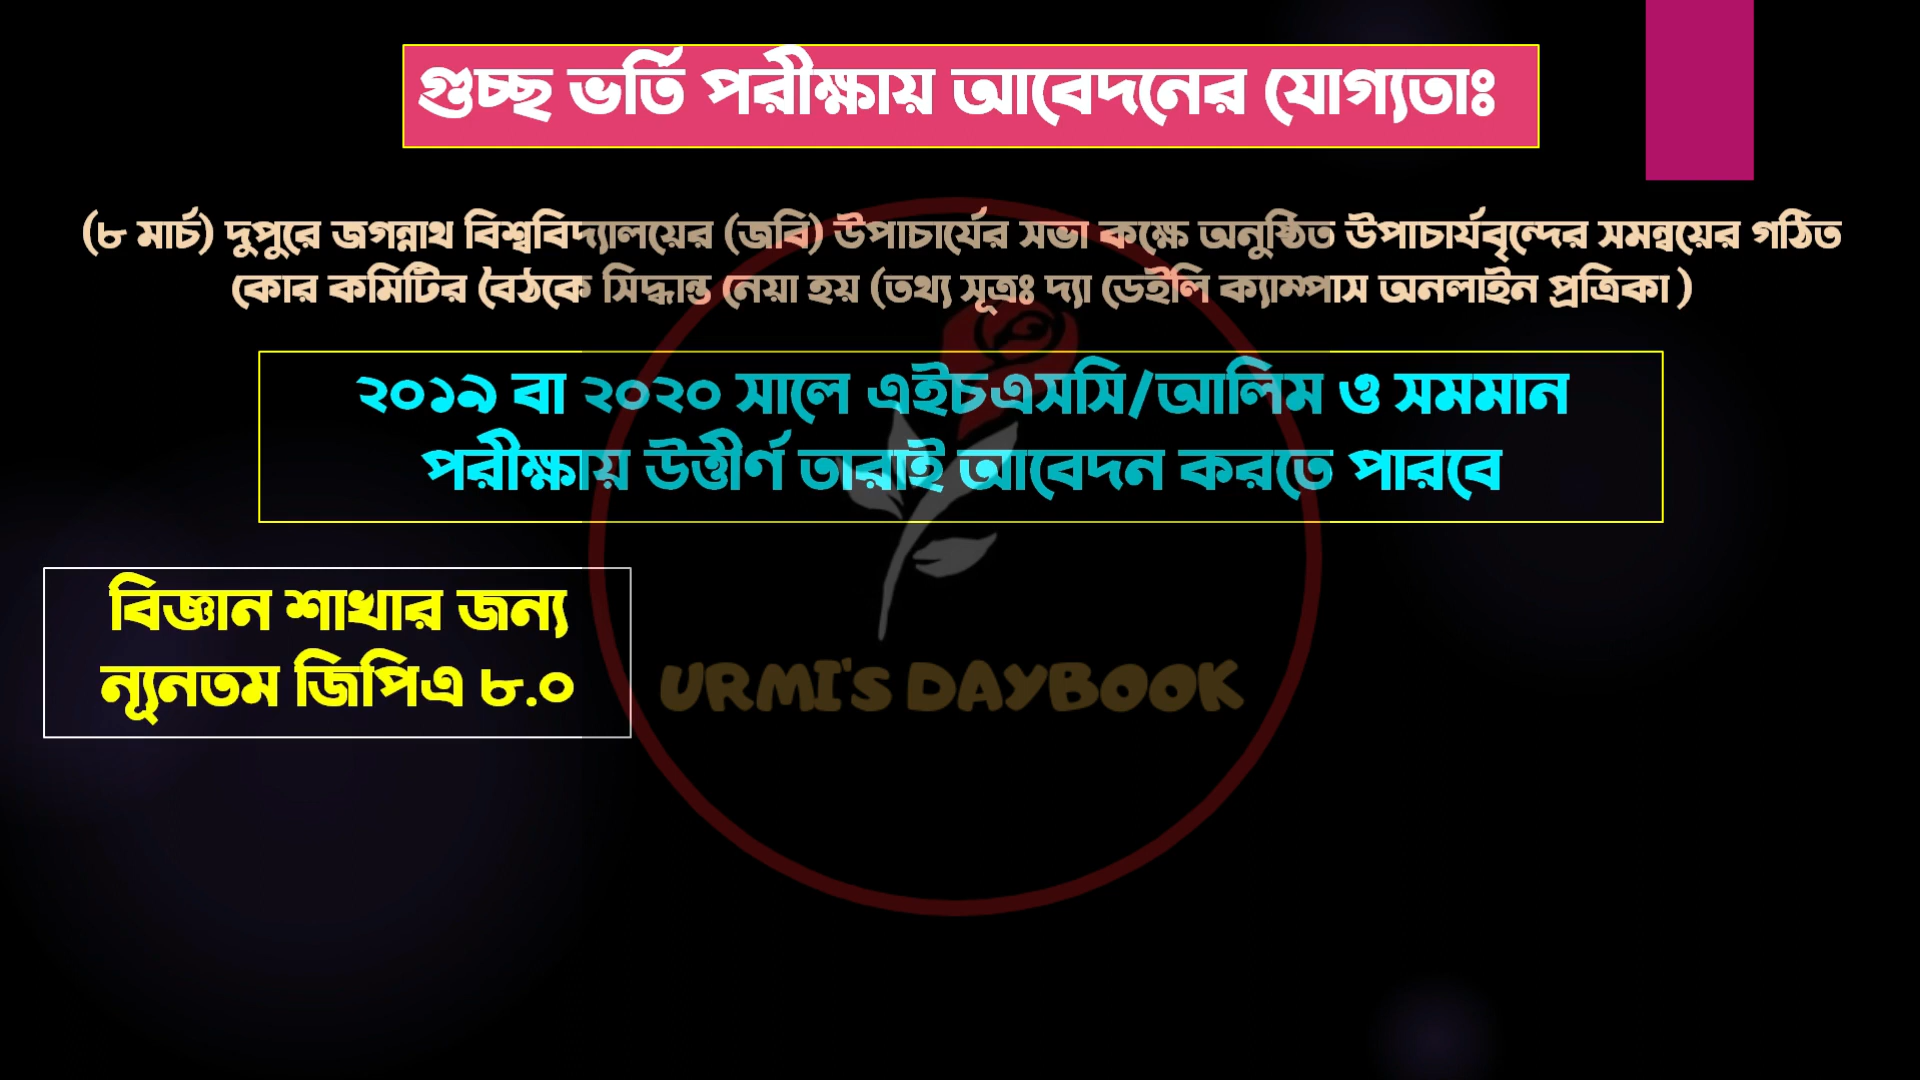 গুচ্ছ ভর্তি পরীক্ষায় আবেদনের যোগ্যতাঃ
(৮ মার্চ) দুপুরে জগন্নাথ বিশ্ববিদ্যালয়ের (জবি) উপাচার্যের সভা কক্ষে অনুষ্ঠিত উপাচার্যবৃন্দের সমন্বয়ের গঠিত
কোর কমিটির বৈঠকে সিদ্ধান্ত নেয়া হয় (তথ্য সূত্রঃ দ্যা ডেইলি ক্যাম্পাস অনলাইন প্রত্রিকা )
২০১৯ বা ২০২০ সালে এইচএসসি/আলিম ও সমমান
পরীক্ষায় উত্তীর্ণ তারাই আবেদন করতে পারবে
বিজ্ঞান শাখার জন্য
ন্যূনতম জিপিএ ৮.০
URMI'S DAYBOOK